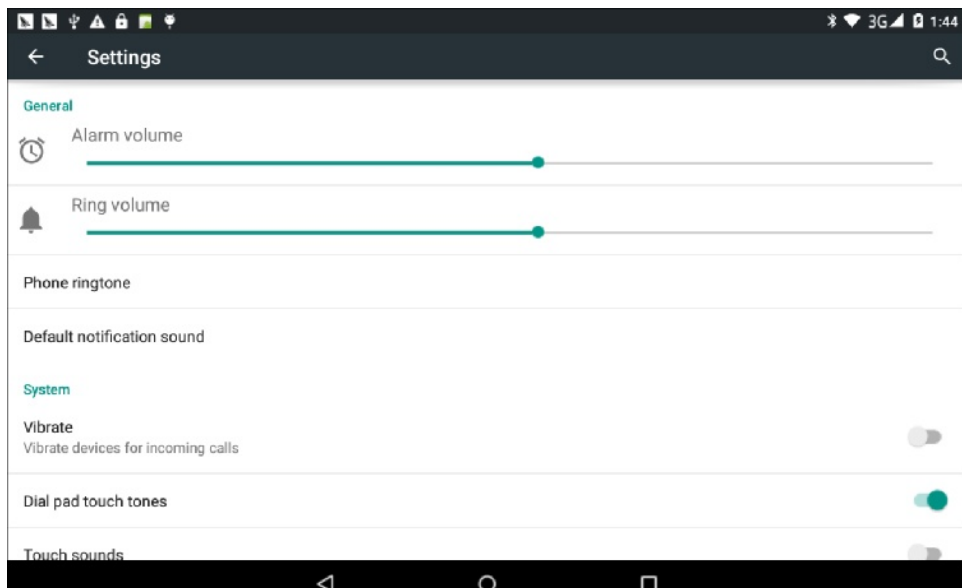 3G 1:44
Settings
General
Alarm volume
Ring volume
Phone ringtone
Default notification sound
System
Vibrate
Vibrate devices for incoming calls
Dial pad touch tones
Touch sounds